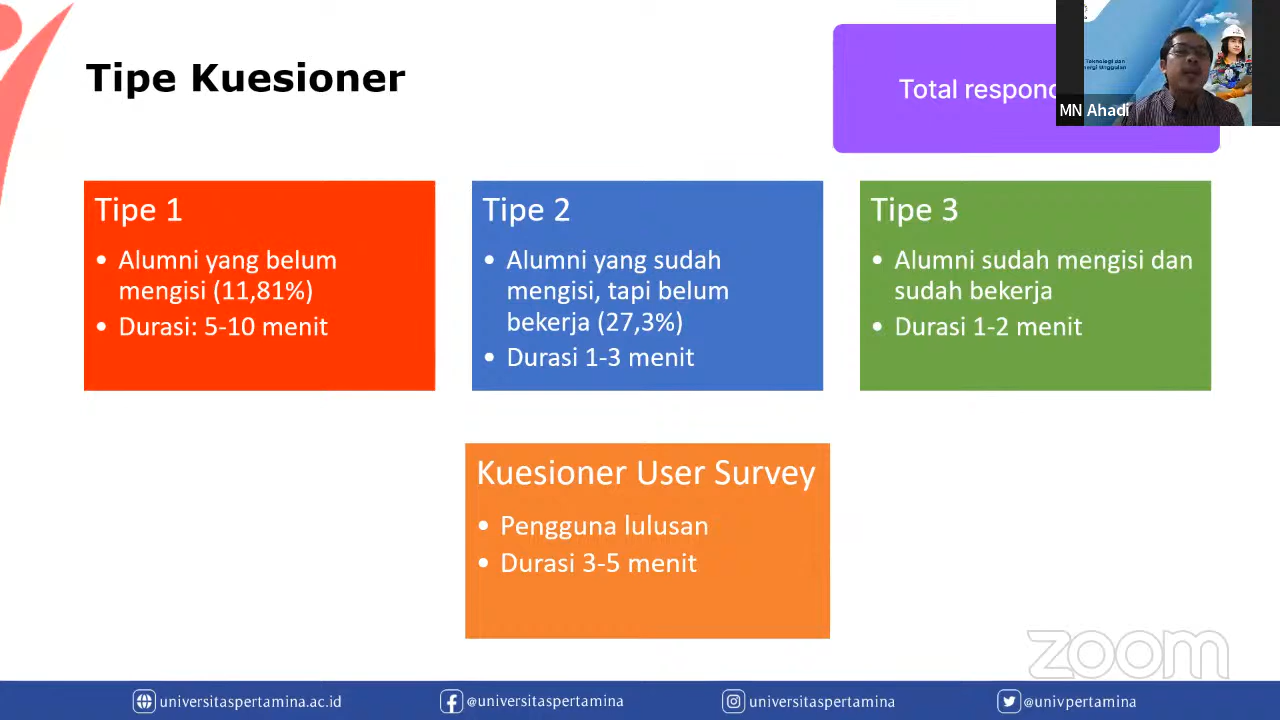 Tipe Kuesioner
Total
MN Ahadi
Tipe 1
• Alumni yang belum
mengisi (11,81%)
• Durasi: 5-10 menit
Tipe 2
• Alumni yang sudah
mengisi, tapi belum
bekerja (27,3%)
• Durasi 1-3 menit
Tipe 3
• Alumni sudah mengisi dan
sudah bekerja
• Durasi 1-2 menit
Kuesioner User Survey
• Pengguna lulusan
• Durasi 3-5 menit
zoom
universitaspertamina.ac.id
@universitaspertamina
universitaspertamina
@univpertamina